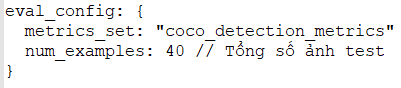 eval_config: {
  metrics_set: "coco_detection_metrics"
  num_examples: 40 // Tổng số ảnh test
}